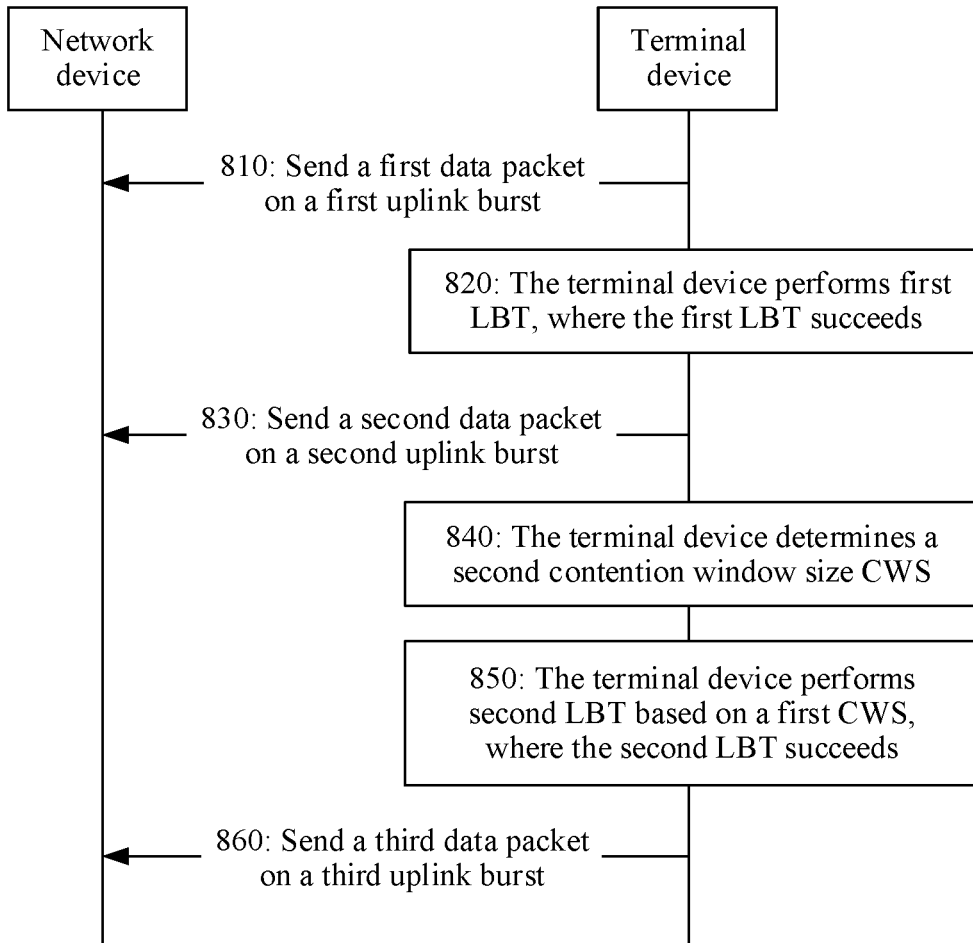 Network
device
Terminal
device
810: Send a first data packet
on a first uplink burst
820: The terminal device performs first
LBT, where the first LBT succeeds
830: Send a second data packet
on a second uplink burst
840: The terminal device determines a
second contention window size CWS
850: The terminal device performs
second LBT based on a first CWS,
where the second LBT succeeds
860: Send a third data packet
on a third uplink burst